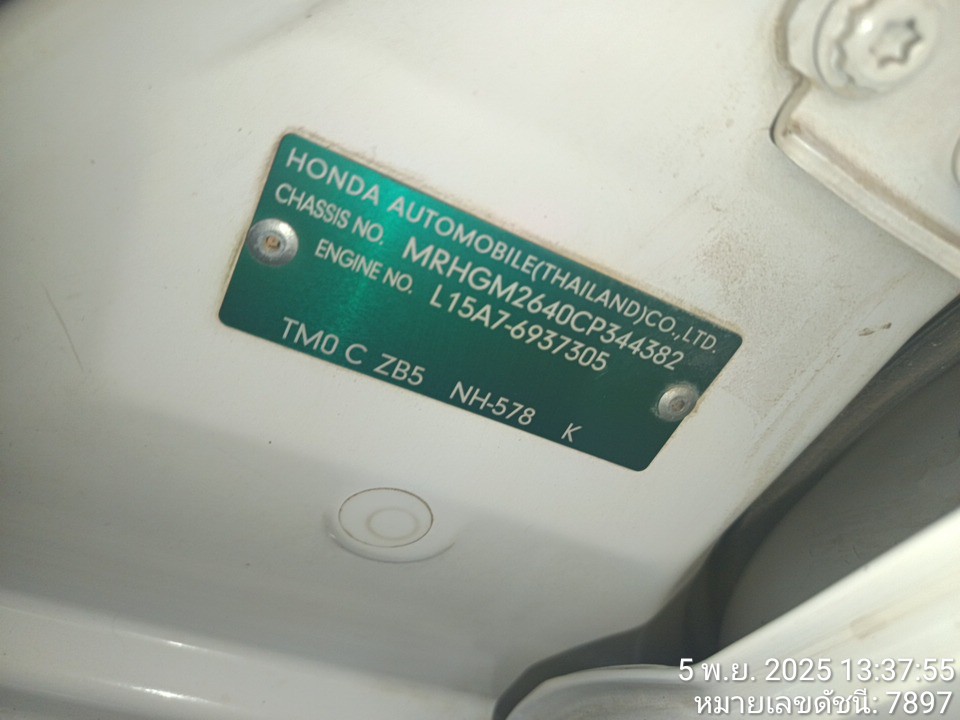 HONDA AUTOMOBILE(THAILAND)CO.,LTD.
CHASSIS NO. MRHGM2640CP344382
ENGINE NO. L15A7-6937305
TM0 C ZB5 NH-578 K
5 พ.ย. 2025 13:37:55
หมายเลขดัชนี: 7897